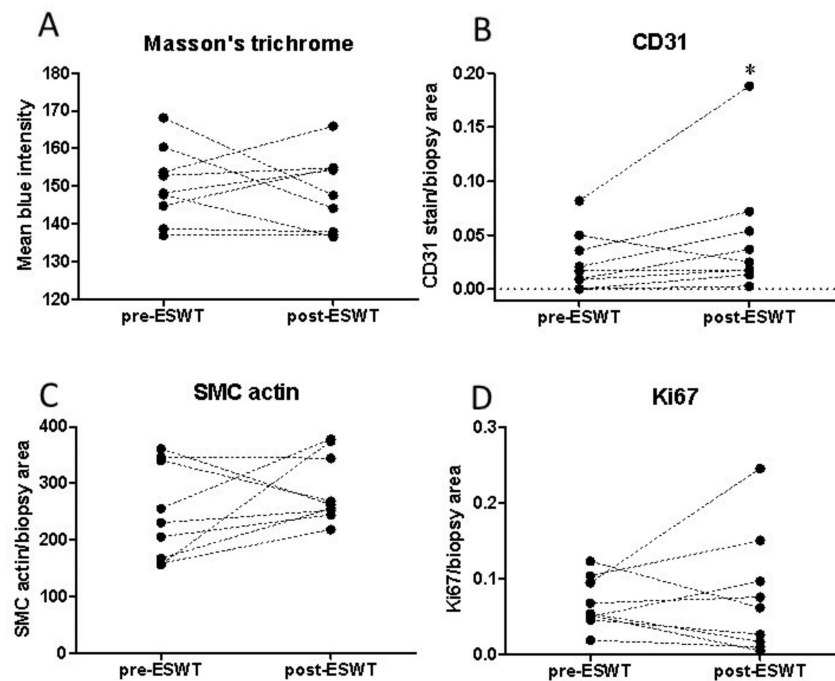 A
Masson's trichrome
Mean blue intensity
180
170
160
150
140
130
120
pre-ESWT post-ESWT
B
CD31
*
CD31 stain/biopsy area
0.20
0.15
0.10
0.05
0.00
pre-ESWT post-ESWT
C
SMC actin
SMC actin/biopsy area
400
300
200
100
0
pre-ESWT post-ESWT
D
Ki67
Ki67/biopsy area
0.3
0.2
0.1
0.0
pre-ESWT post-ESWT